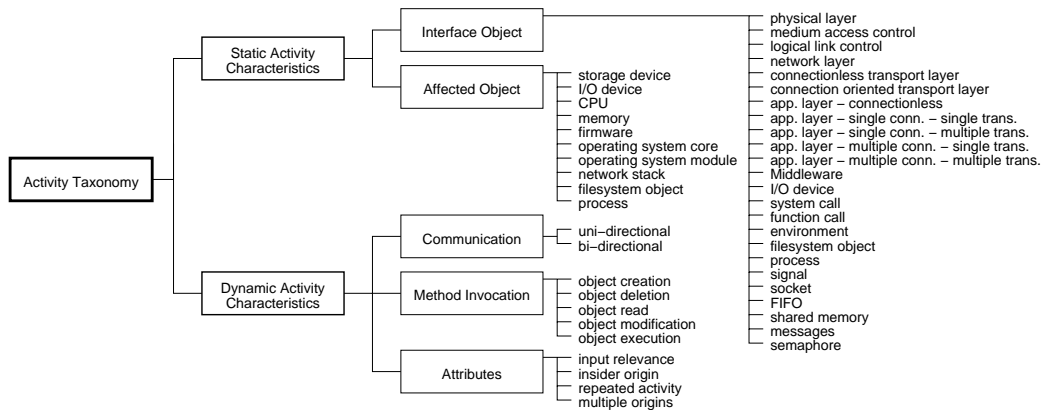 Activity Taxonomy
Static Activity
Characteristics
Interface Object
physical layer
medium access control
logical link control
network layer
connectionless transport layer
connection oriented transport layer
app. layer − connectionless
app. layer − single conn. − single trans.
app. layer − single conn. − multiple trans.
app. layer − multiple conn. − single trans.
app. layer − multiple conn. − multiple trans.
Middleware
I/O device
system call
function call
environment
filesystem object
process
signal
socket
FIFO
shared memory
messages
semaphore
Affected Object
storage device
I/O device
CPU
memory
firmware
operating system core
operating system module
network stack
filesystem object
process
Dynamic Activity
Characteristics
Communication
uni−directional
bi−directional
Method Invocation
object creation
object deletion
object read
object modification
object execution
Attributes
input relevance
insider origin
repeated activity
multiple origins